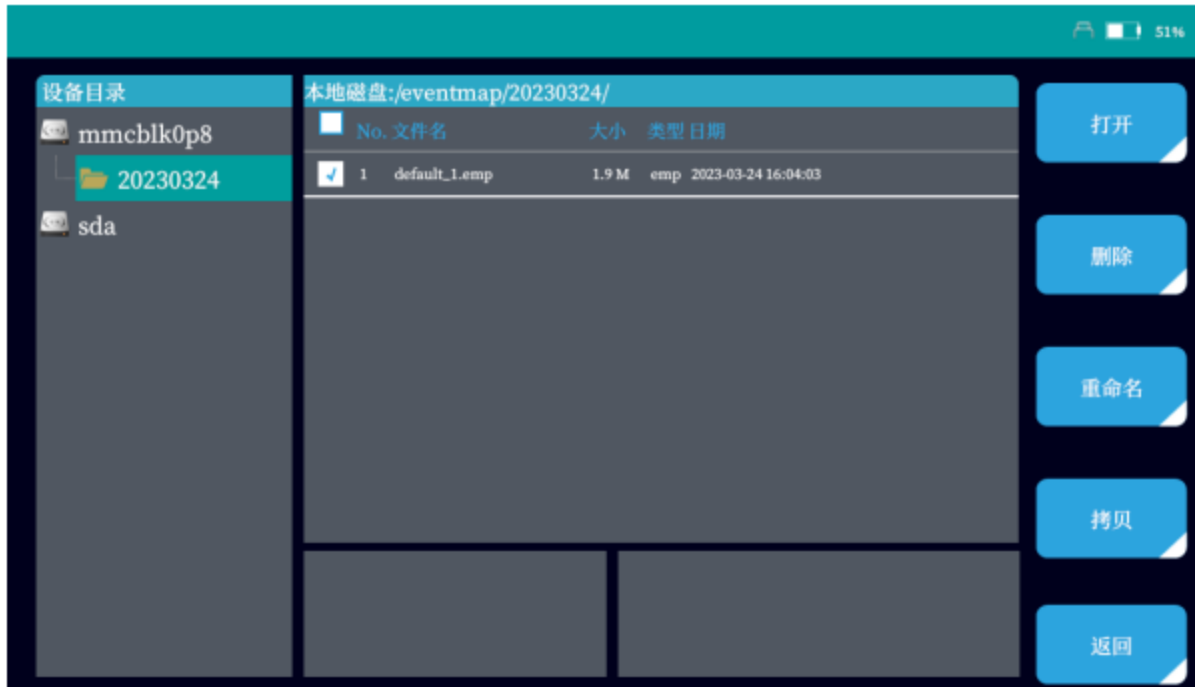 51%
设备目录
mmcblk0p8
20230324
sda
本地磁盘:/eventmap/20230324/
No. 文件名 大小 类型 日期
1 default_1.emp 1.9 M emp 2023-03-24 16:04:03
打开
删除
重命名
拷贝
返回